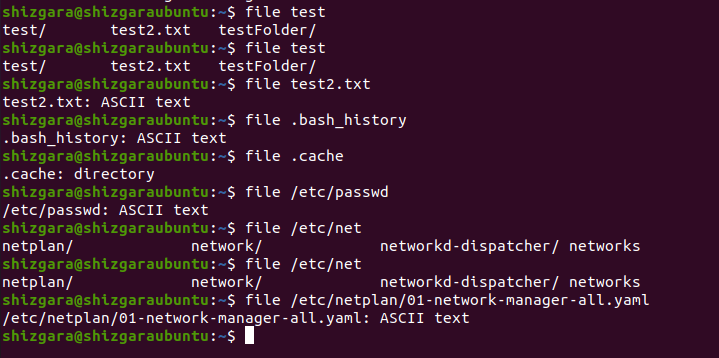 shizgara@shizgaraubuntu:~$ file test
test/       test2.txt   testFolder/
shizgara@shizgaraubuntu:~$ file test
test/       test2.txt   testFolder/
shizgara@shizgaraubuntu:~$ file test2.txt
test2.txt: ASCII text
shizgara@shizgaraubuntu:~$ file .bash_history
.bash_history: ASCII text
shizgara@shizgaraubuntu:~$ file .cache
.cache: directory
shizgara@shizgaraubuntu:~$ file /etc/passwd
/etc/passwd: ASCII text
shizgara@shizgaraubuntu:~$ file /etc/net
netplan/             network/             networkd-dispatcher/ networks
shizgara@shizgaraubuntu:~$ file /etc/net
netplan/             network/             networkd-dispatcher/ networks
shizgara@shizgaraubuntu:~$ file /etc/netplan/01-network-manager-all.yaml
/etc/netplan/01-network-manager-all.yaml: ASCII text
shizgara@shizgaraubuntu:~$